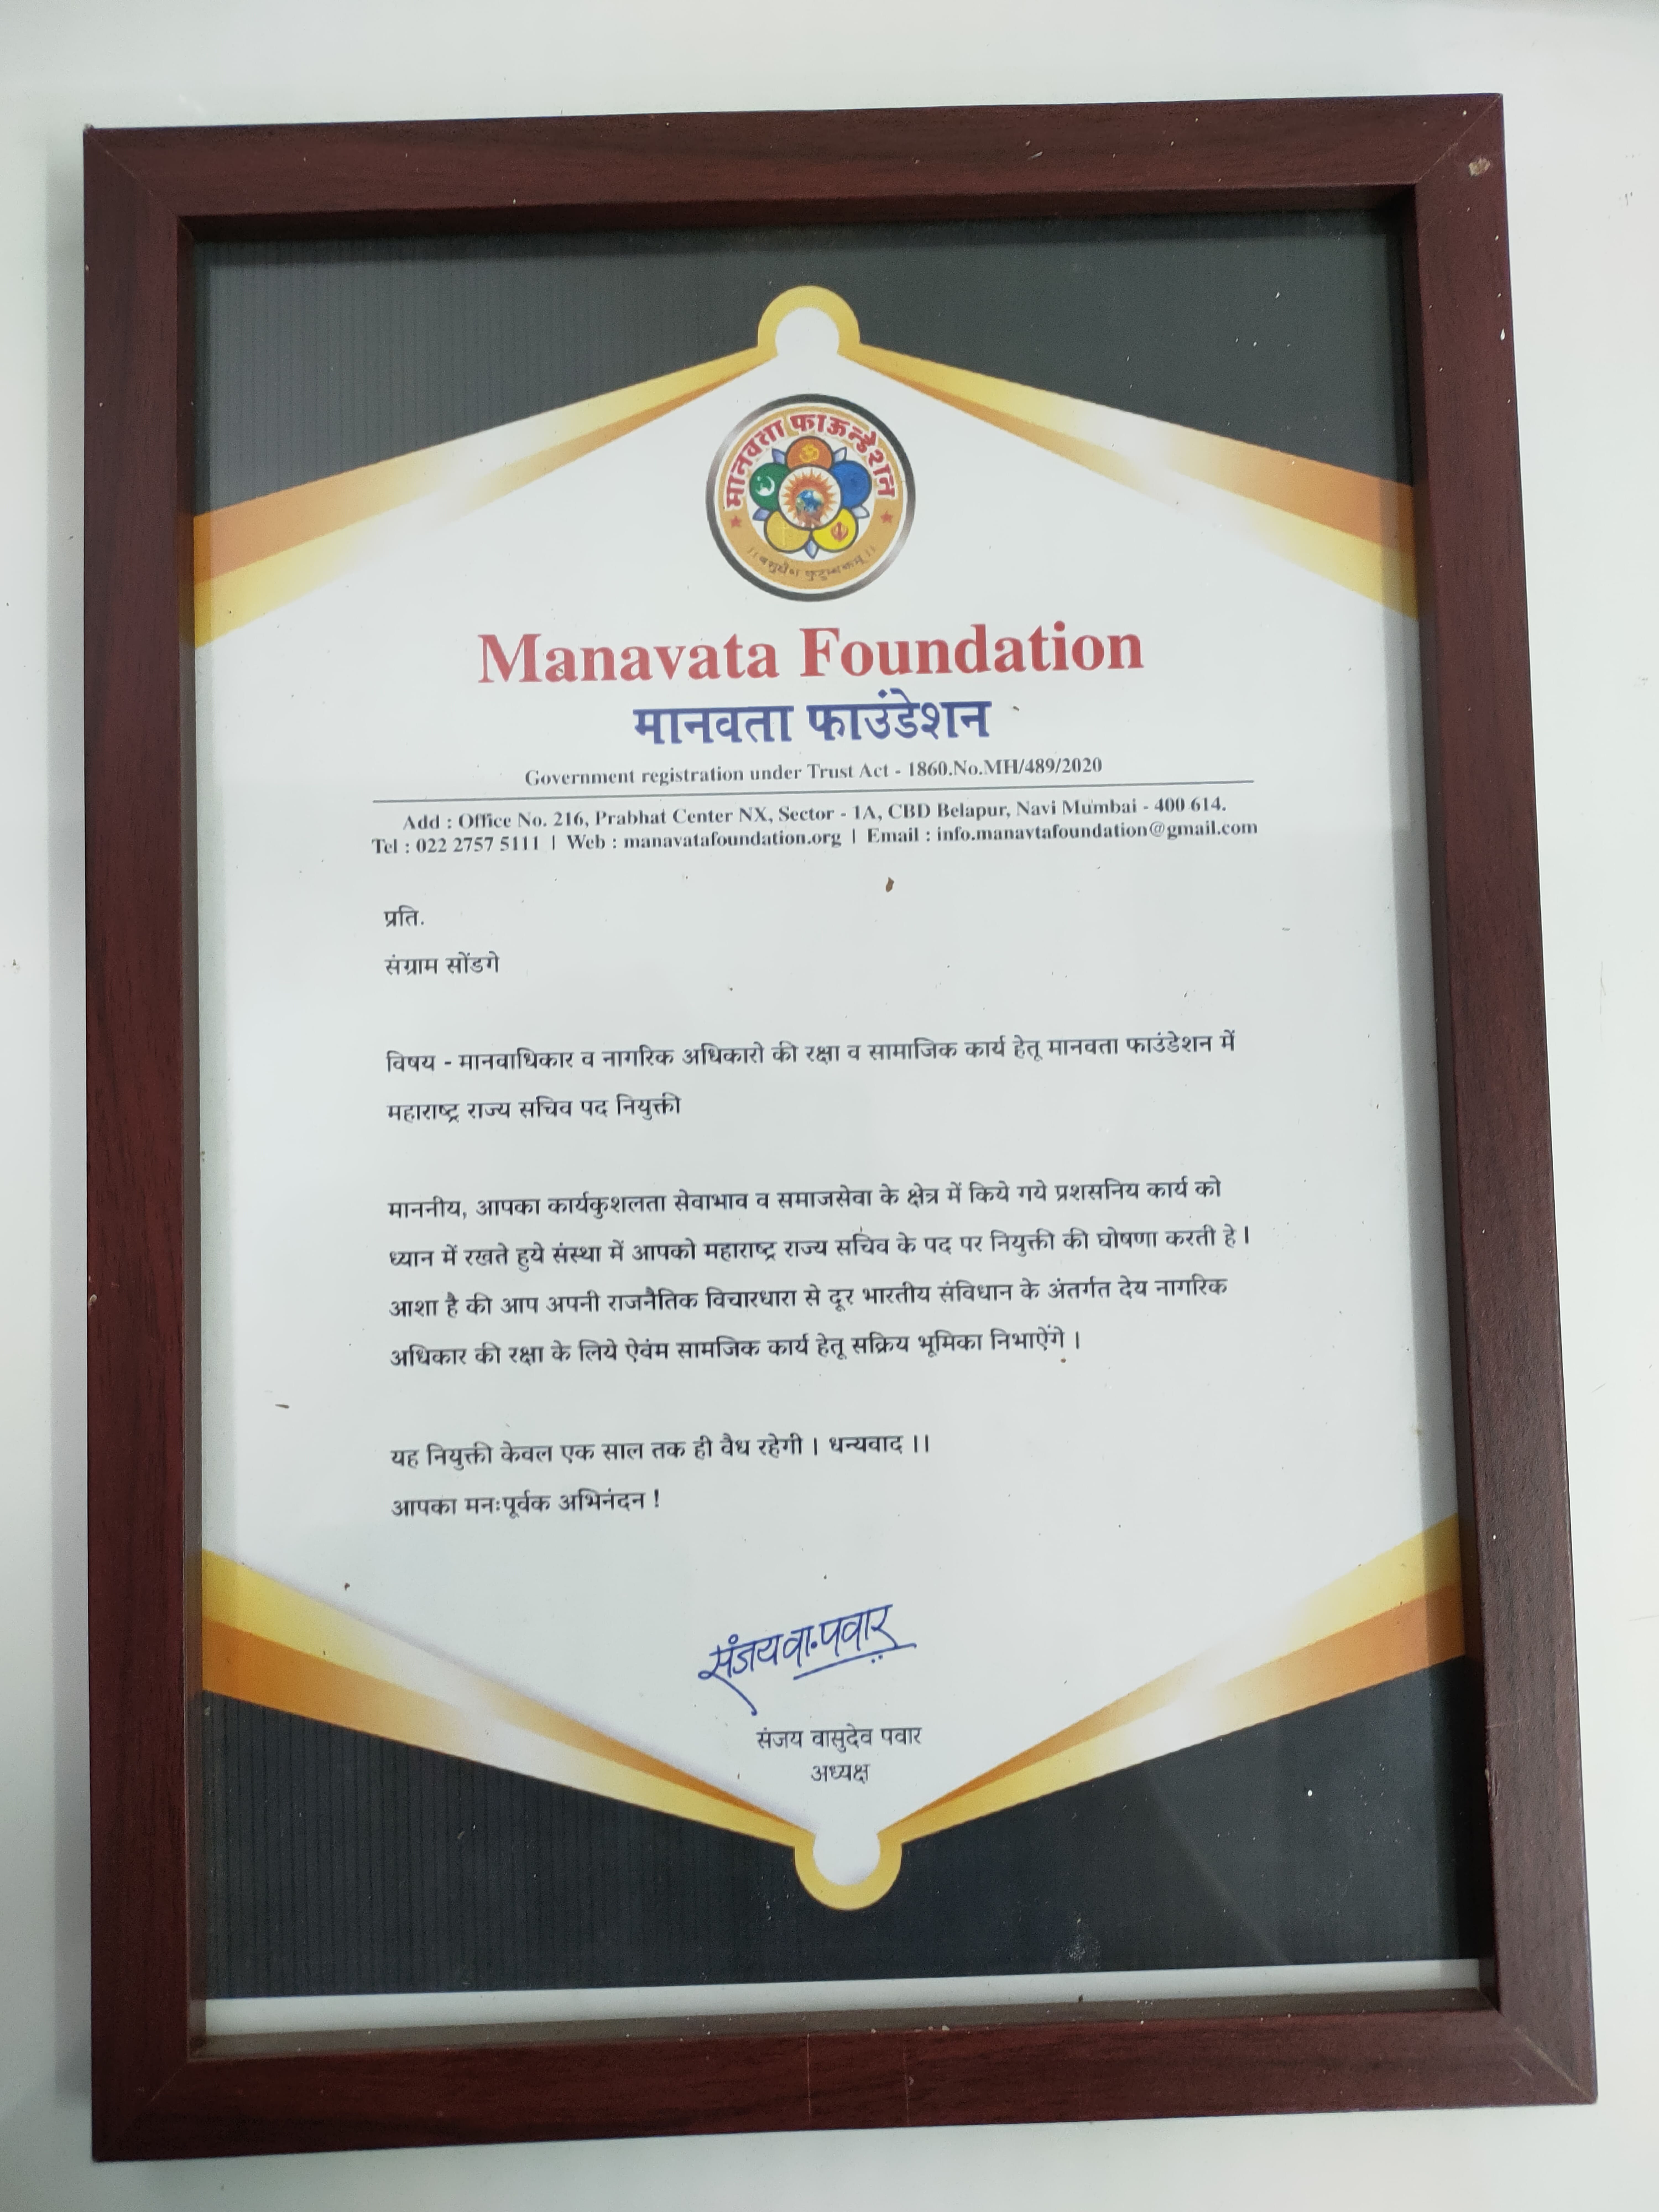 मानवता फाऊन्डेशन
।। वसुधैव कुटुम्बकम् ।।
Manavata Foundation
मानवता फाउंडेशन
Government registration under Trust Act - 1860.No.MH/489/2020
Add : Office No. 216, Prabhat Center NX, Sector - 1A, CBD Belapur, Navi Mumbai - 400 614.
Tel : 022 2757 5111 | Web : manavatafoundation.org | Email : info.manavtafoundation@gmail.com
प्रति.
संग्राम सोंडगे
विषय - मानवाधिकार व नागरिक अधिकारो की रक्षा व सामाजिक कार्य हेतू मानवता फाउंडेशन में
महाराष्ट्र राज्य सचिव पद नियुक्ती
माननीय, आपका कार्यकुशलता सेवाभाव व समाजसेवा के क्षेत्र में किये गये प्रशसनिय कार्य को
ध्यान में रखते हुये संस्था में आपको महाराष्ट्र राज्य सचिव के पद पर नियुक्ती की घोषणा करती हे।
आशा है की आप अपनी राजनैतिक विचारधारा से दूर भारतीय संविधान के अंतर्गत देय नागरिक
अधिकार की रक्षा के लिये ऐवंम सामजिक कार्य हेतू सक्रिय भूमिका निभाऐंगे ।
यह नियुक्ती केवल एक साल तक ही वैध रहेगी । धन्यवाद ।।
आपका मनःपूर्वक अभिनंदन !
संजय वा. पवार
संजय वासुदेव पवार
अध्यक्ष